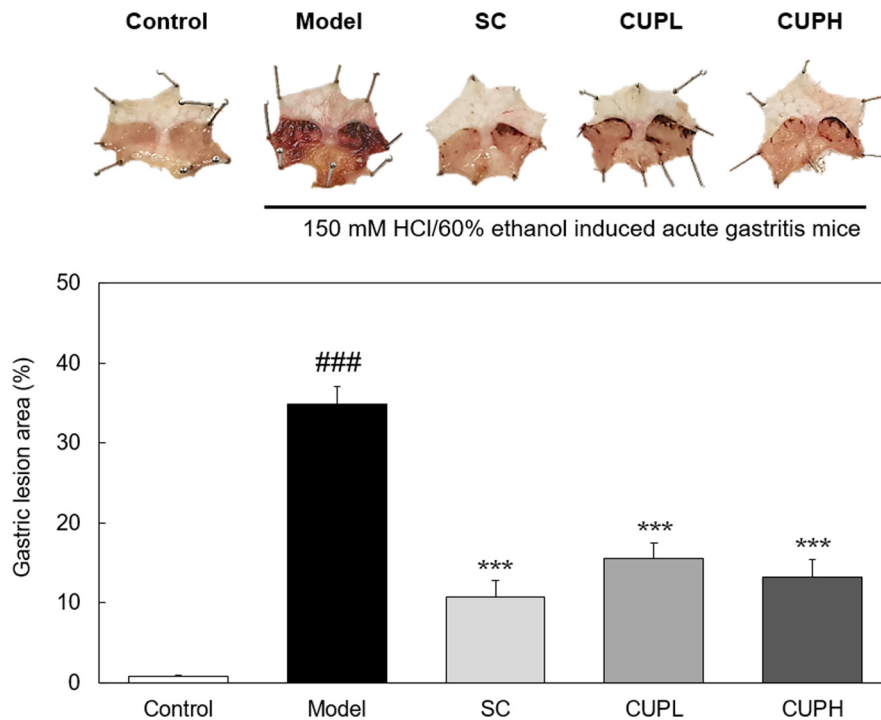 Control Model SC CUPL CUPH
150 mM HCl/60% ethanol induced acute gastritis mice
Gastric lesion area (%)
50
40
30
20
10
0
###
***
***
***
Control Model SC CUPL CUPH